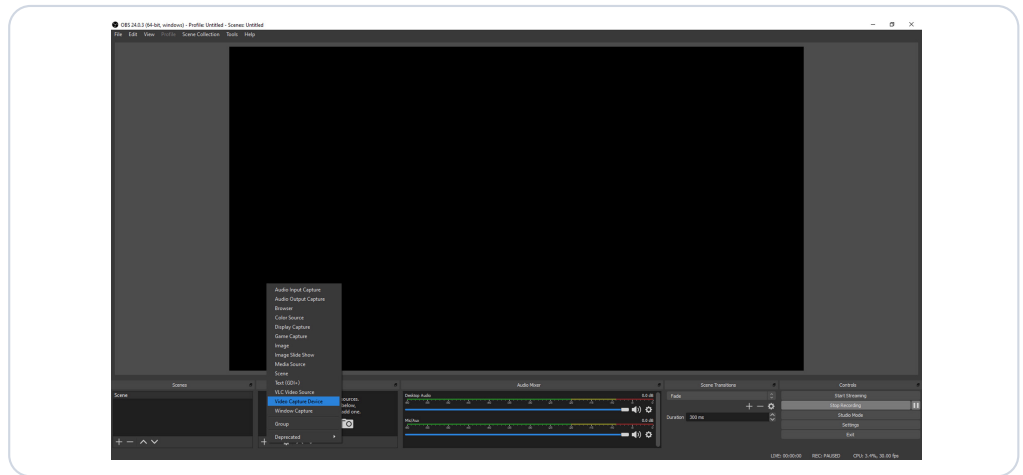 OBS 24.0.3 (64-bit, windows) - Profile: Untitled - Scenes: Untitled
File Edit View Profile Scene Collection Tools Help
Audio Input Capture
Audio Output Capture
Browser
Color Source
Display Capture
Game Capture
Image
Image Slide Show
Media Source
Scene
Text (GDI+)
VLC Video Source
Video Capture Device
Window Capture
Group
Deprecated
Scenes
Scene
ources.
below,
add one.
Audio Mixer
Desktop Audio 0.0 dB
Mic/Aux 0.0 dB
Scene Transitions
Fade
Duration 300 ms
Controls
Start Streaming
Stop Recording
Studio Mode
Settings
Exit
LIVE: 00:00:00 REC: PAUSED CPU: 3.4%, 30.00 fps